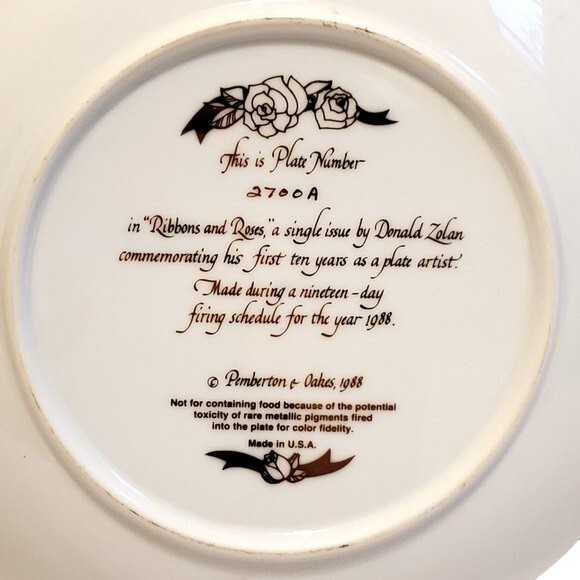 This is Plate Number
2700A
in "Ribbons and Roses," a single issue by Donald Zolan
commemorating his first ten years as a plate artist.
Made during a nineteen-day
firing schedule for the year 1988.
© Pemberton & Oakes, 1988
Not for containing food because of the potential
toxicity of rare metallic pigments fired
into the plate for color fidelity.
Made in U.S.A.